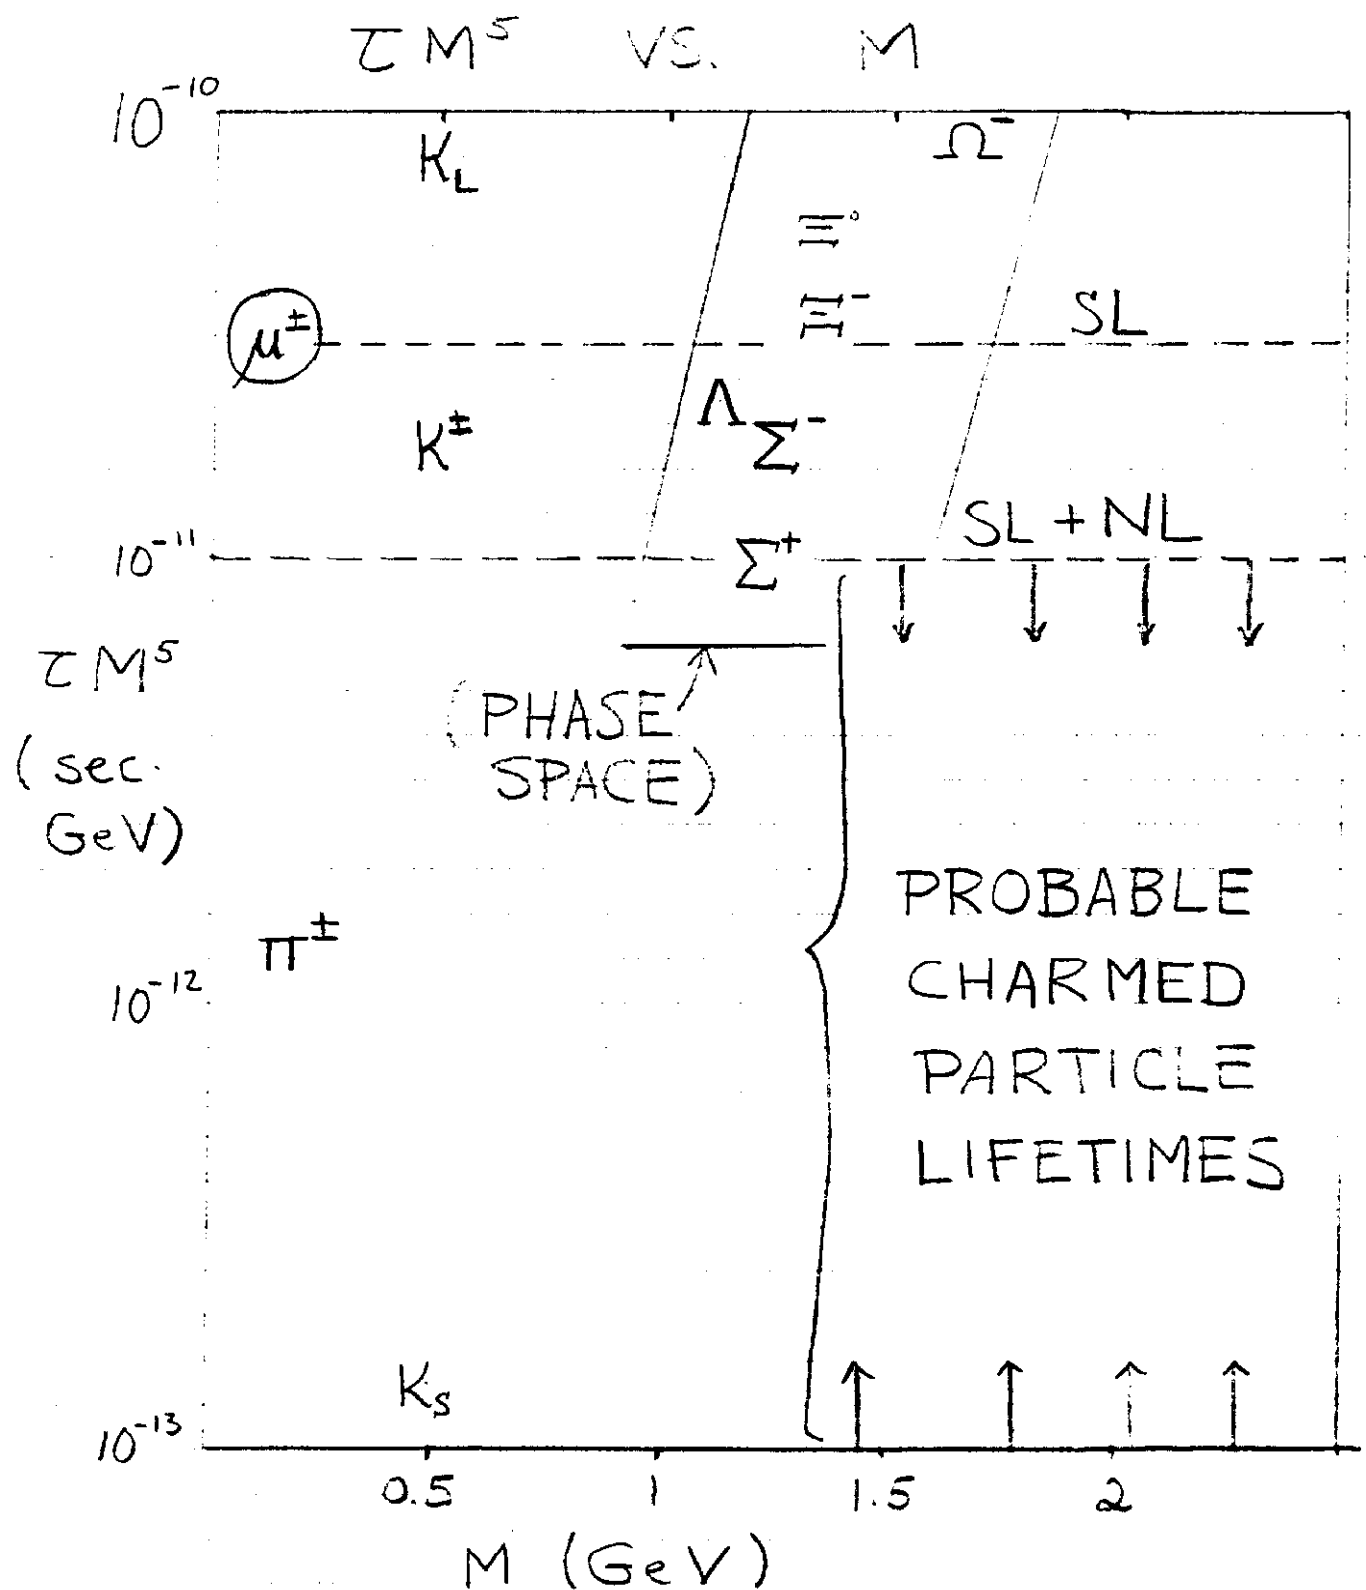 τM⁵ VS. M
10⁻¹⁰
K_L
Ω⁻
Ξ°
Ξ⁻
SL
μ±
Λ
Σ⁻
K±
SL + NL
10⁻¹¹
Σ⁺
τM⁵
(sec.
GeV)
(PHASE
SPACE)
PROBABLE
CHARMED
PARTICLE
LIFETIMES
π±
10⁻¹²
K_S
10⁻¹³
0.5 1 1.5 2
M (GeV)